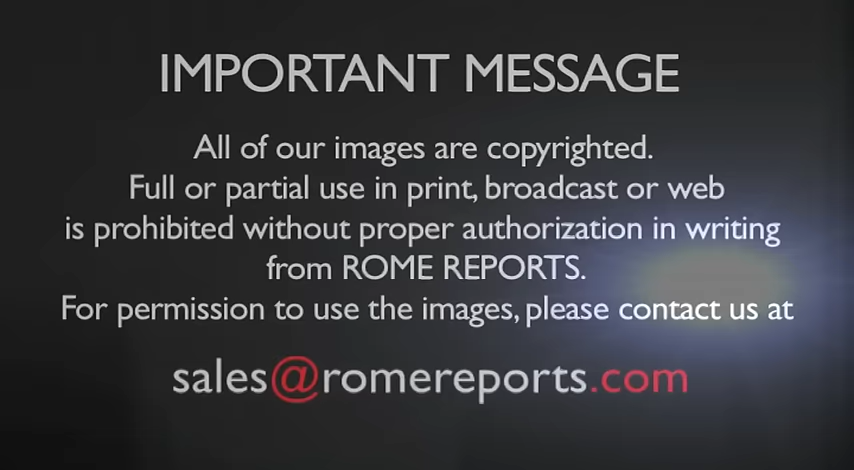 IMPORTANT MESSAGE
All of our images are copyrighted.
Full or partial use in print, broadcast or web
is prohibited without proper authorization in writing
from ROME REPORTS.
For permission to use the images, please contact us at
sales@romereports.com